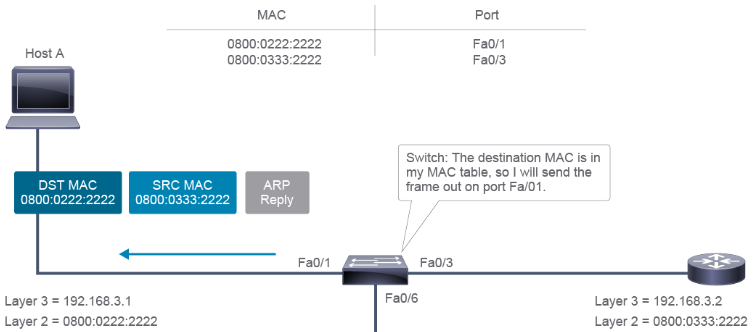 MAC Port
0800:0222:2222 Fa0/1
0800:0333:2222 Fa0/3
Host A
Switch: The destination MAC is in
my MAC table, so I will send the
frame out on port Fa/01.
DST MAC SRC MAC ARP
0800:0222:2222 0800:0333:2222 Reply
Fa0/1 Fa0/3
Fa0/6
Layer 3 = 192.168.3.1 Layer 3 = 192.168.3.2
Layer 2 = 0800:0222:2222 Layer 2 = 0800:0333:2222